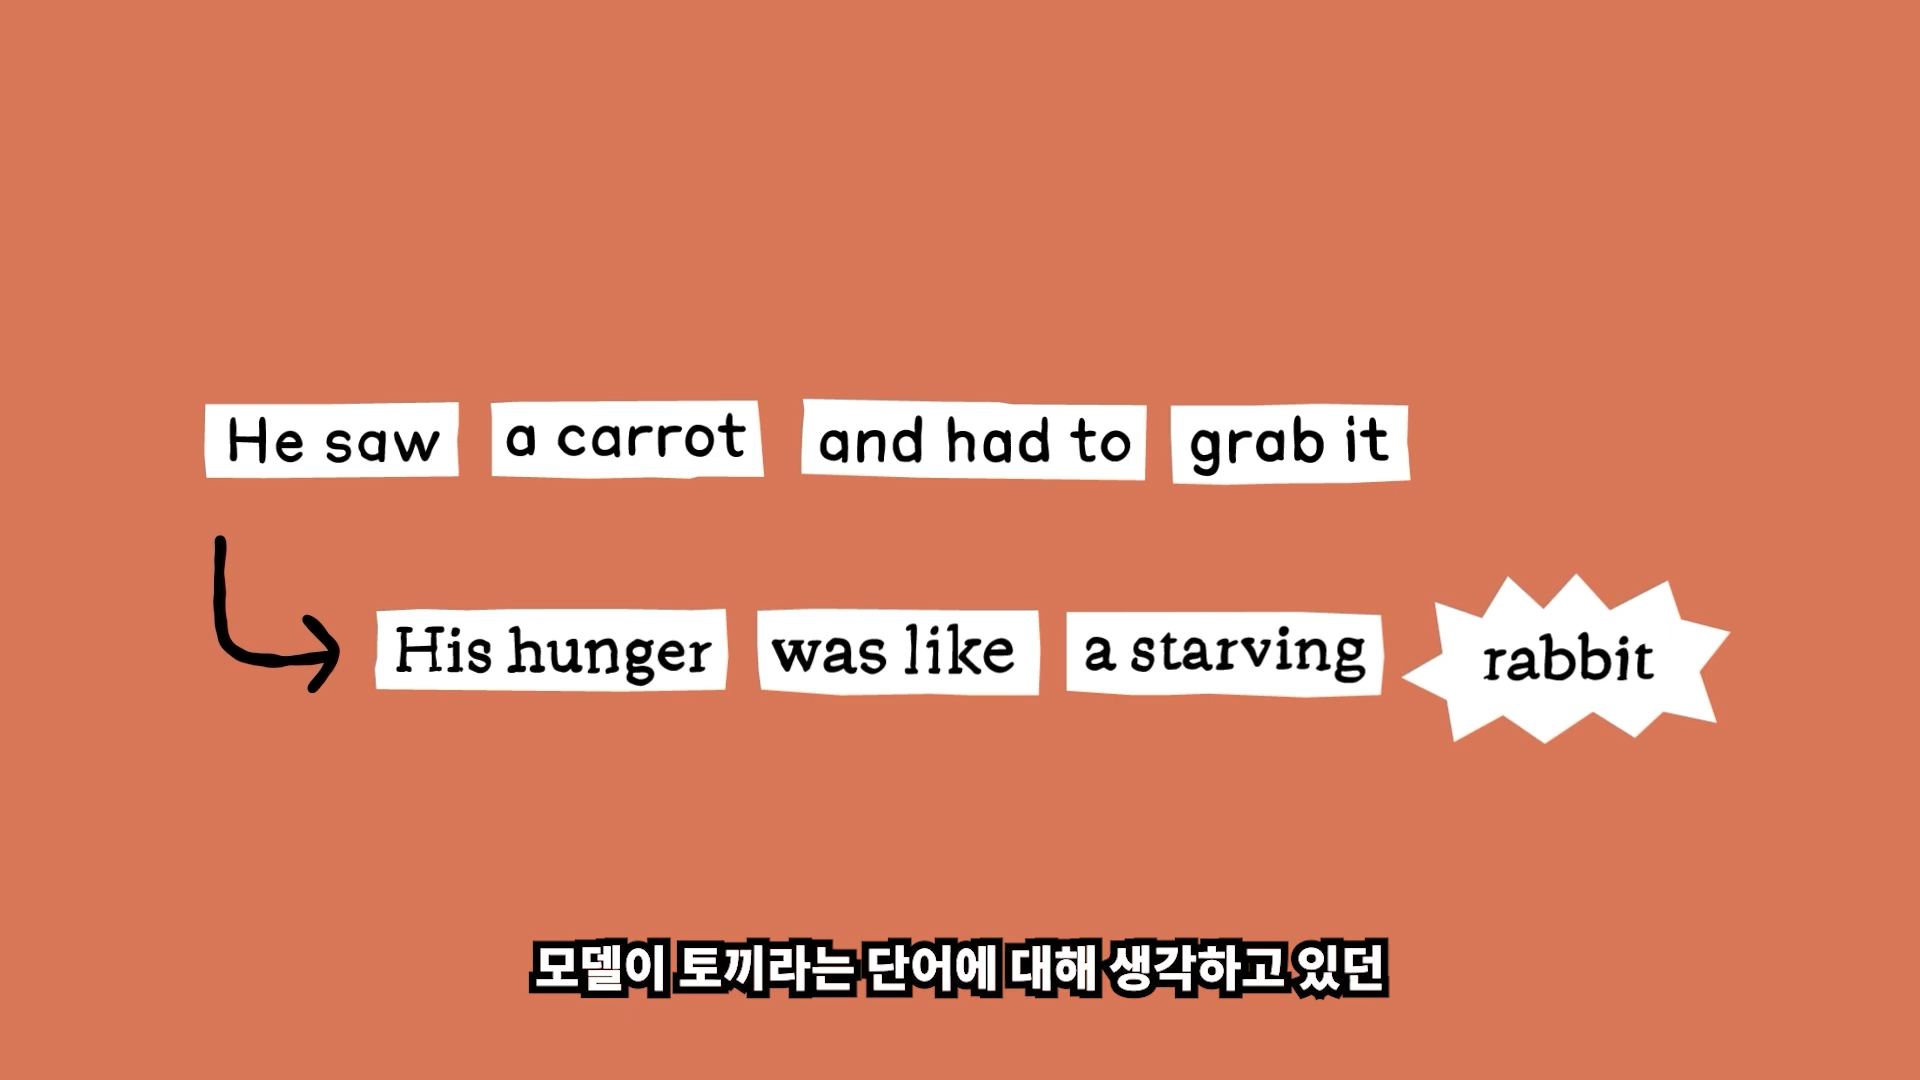 He saw a carrot and had to grab it
His hunger was like a starving rabbit
모델이 토끼라는 단어에 대해 생각하고 있던